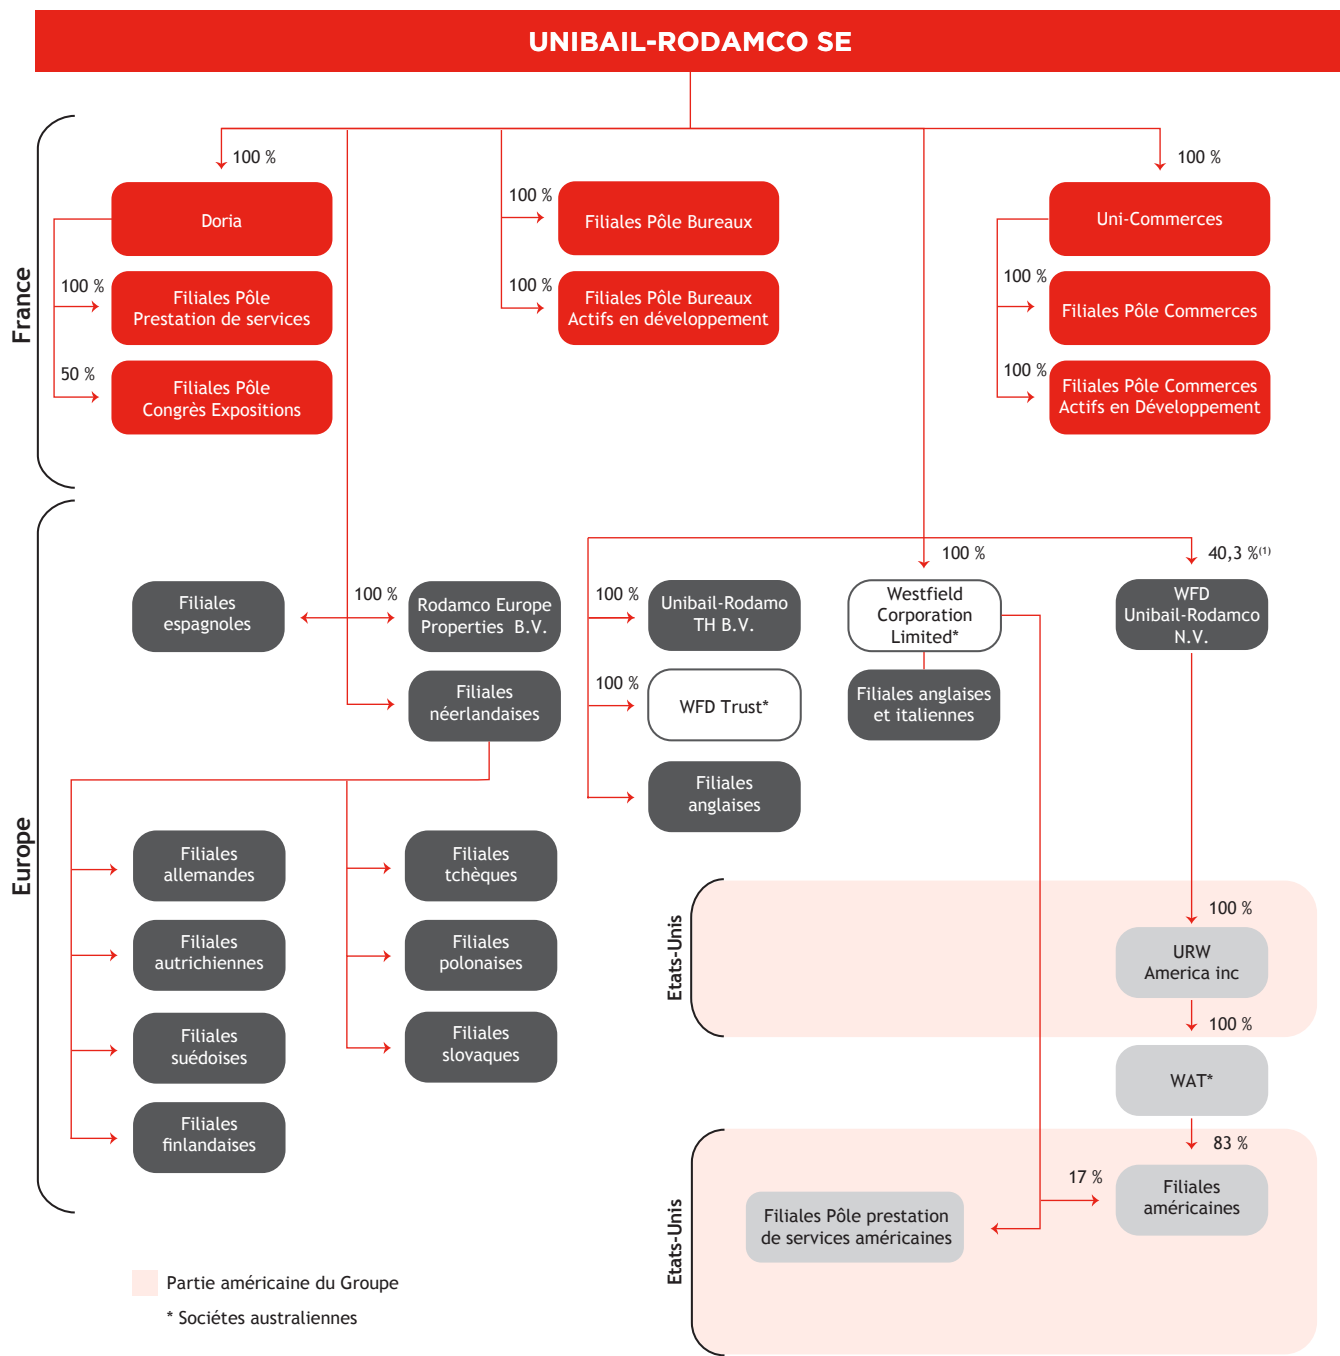 UNIBAIL-RODAMCO SE
France
100 %
Doria
100 %
Filiales Pôle
Prestation de services
50 %
Filiales Pôle
Congrès Expositions
100 %
Filiales Pôle Bureaux
100 %
Filiales Pôle Bureaux
Actifs en développement
100 %
Uni-Commerces
100 %
Filiales Pôle Commerces
100 %
Filiales Pôle Commerces
Actifs en Développement
Europe
Filiales
espagnoles
100 %
Rodamco Europe
Properties B.V.
Filiales
néerlandaises
100 %
Unibail-Rodamo
TH B.V.
100 %
WFD Trust*
Filiales
anglaises
100 %
Westfield
Corporation
Limited*
Filiales anglaises
et italiennes
40,3 %(1)
WFD
Unibail-Rodamco
N.V.
Filiales
allemandes
Filiales
autrichiennes
Filiales
suédoises
Filiales
finlandaises
Filiales
tchèques
Filiales
polonaises
Filiales
slovaques
Etats-Unis
100 %
URW
America inc
100 %
WAT*
Etats-Unis
83 %
17 %
Filiales
américaines
Filiales Pôle prestation
de services américaines
Partie américaine du Groupe
* Sociétes australiennes